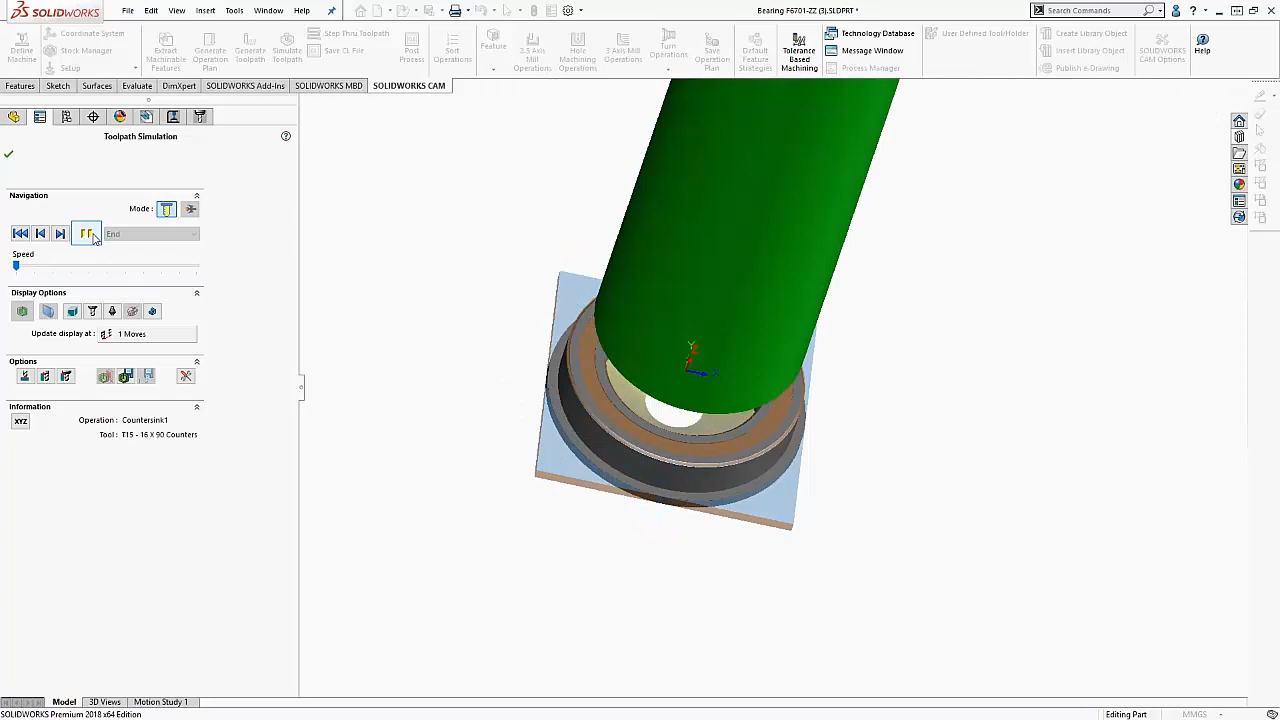 SOLIDWORKS File Edit View Insert Tools Window Help Bearing F6701-ZZ (3).SLDPRT * Search Commands
Define Machine
Coordinate System
Stock Manager
Setup
Extract Machinable Features
Generate Operation Plan
Generate Toolpath
Simulate Toolpath
Step Thru Toolpath
Save CL File
Post Process
Sort Operations
Feature
2.5 Axis Mill Operations
Hole Machining Operations
3 Axis Mill Operations
Turn Operations
Save Operation Plan
Default Feature Strategies
Tolerance Based Machining
Technology Database
Message Window
Process Manager
User Defined Tool/Holder
Create Library Object
Insert Library Object
Publish e-Drawing
SOLIDWORKS CAM
Help
Features Sketch Surfaces Evaluate DimXpert SOLIDWORKS Add-Ins SOLIDWORKS MBD SOLIDWORKS CAM
Toolpath Simulation
Navigation
Mode :
End
Speed
Display Options
Update display at : 1 Moves
Options
Information
XYZ
Operation : Countersink1
Tool : T15 - 16 X 90 Counters
Y
X
Model 3D Views Motion Study 1
SOLIDWORKS Premium 2018 x64 Edition Editing Part MMGS